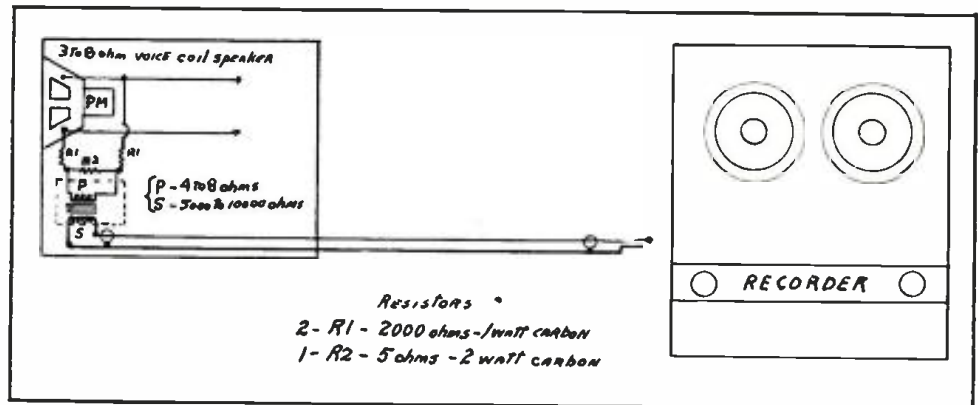 3 To 8 ohm voice coil speaker
PM
R1
R2
R1
P
{ P - 4 To 8 ohms
{ S - 5000 To 10000 ohms
S
RECORDER
RESISTORS
2 - R1 - 2000 ohms - 1 watt carbon
1 - R2 - 5 ohms - 2 watt carbon